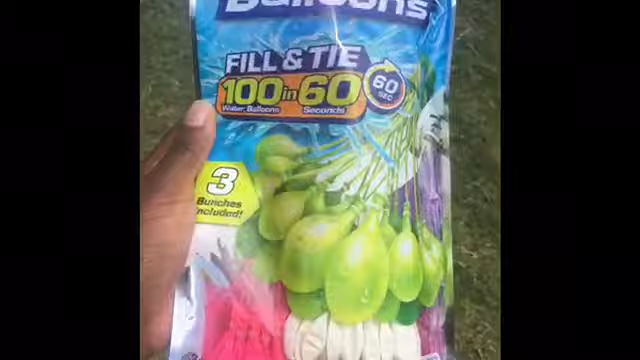 Balloons
FILL & TIE
100 in 60
Water Balloons Seconds
60
SEC
3
Bunches
included!